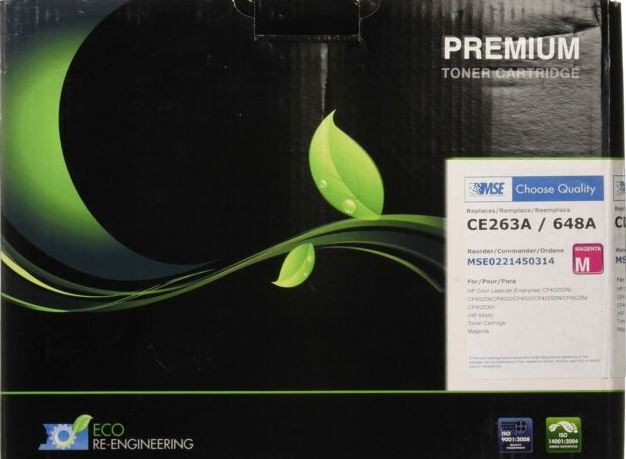 PREMIUM
TONER CARTRIDGE
MSE Choose Quality
Replaces/Remplace/Reemplaza
CE263A / 648A
Reorder/Commander/Ordene
MSE0221450314
MAGENTA
M
For/Pour/Para
HP Color LaserJet (Enterprise) CP4025DN/
CP4025N/CP4520/CP4525/CP4525DN/CP4525N/
CP4525XH
(HP 648A)
Toner Cartridge
Magenta
ECO
RE-ENGINEERING
ISO
9001:2008
ISO
14001:2004